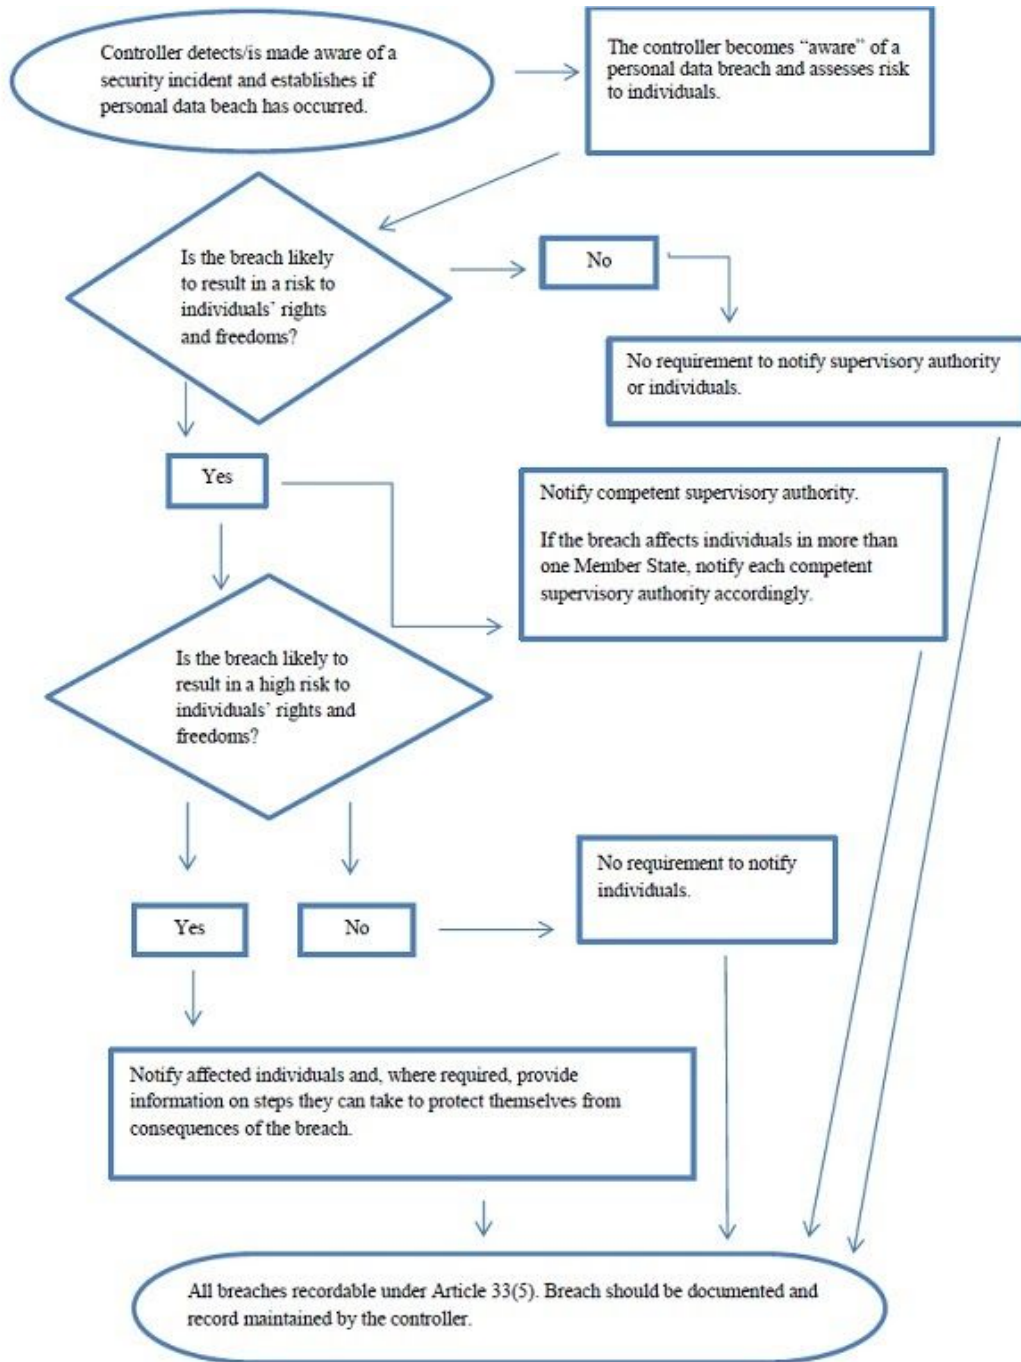 Controller detects/is made aware of a
security incident and establishes if
personal data beach has occurred.
The controller becomes “aware” of a
personal data breach and assesses risk
to individuals.
Is the breach likely
to result in a risk to
individuals’ rights
and freedoms?
No
No requirement to notify supervisory authority
or individuals.
Yes
Notify competent supervisory authority.
If the breach affects individuals in more than
one Member State, notify each competent
supervisory authority accordingly.
Is the breach likely to
result in a high risk to
individuals’ rights and
freedoms?
No requirement to notify
individuals.
Yes
No
Notify affected individuals and, where required, provide
information on steps they can take to protect themselves from
consequences of the breach.
All breaches recordable under Article 33(5). Breach should be documented and
record maintained by the controller.